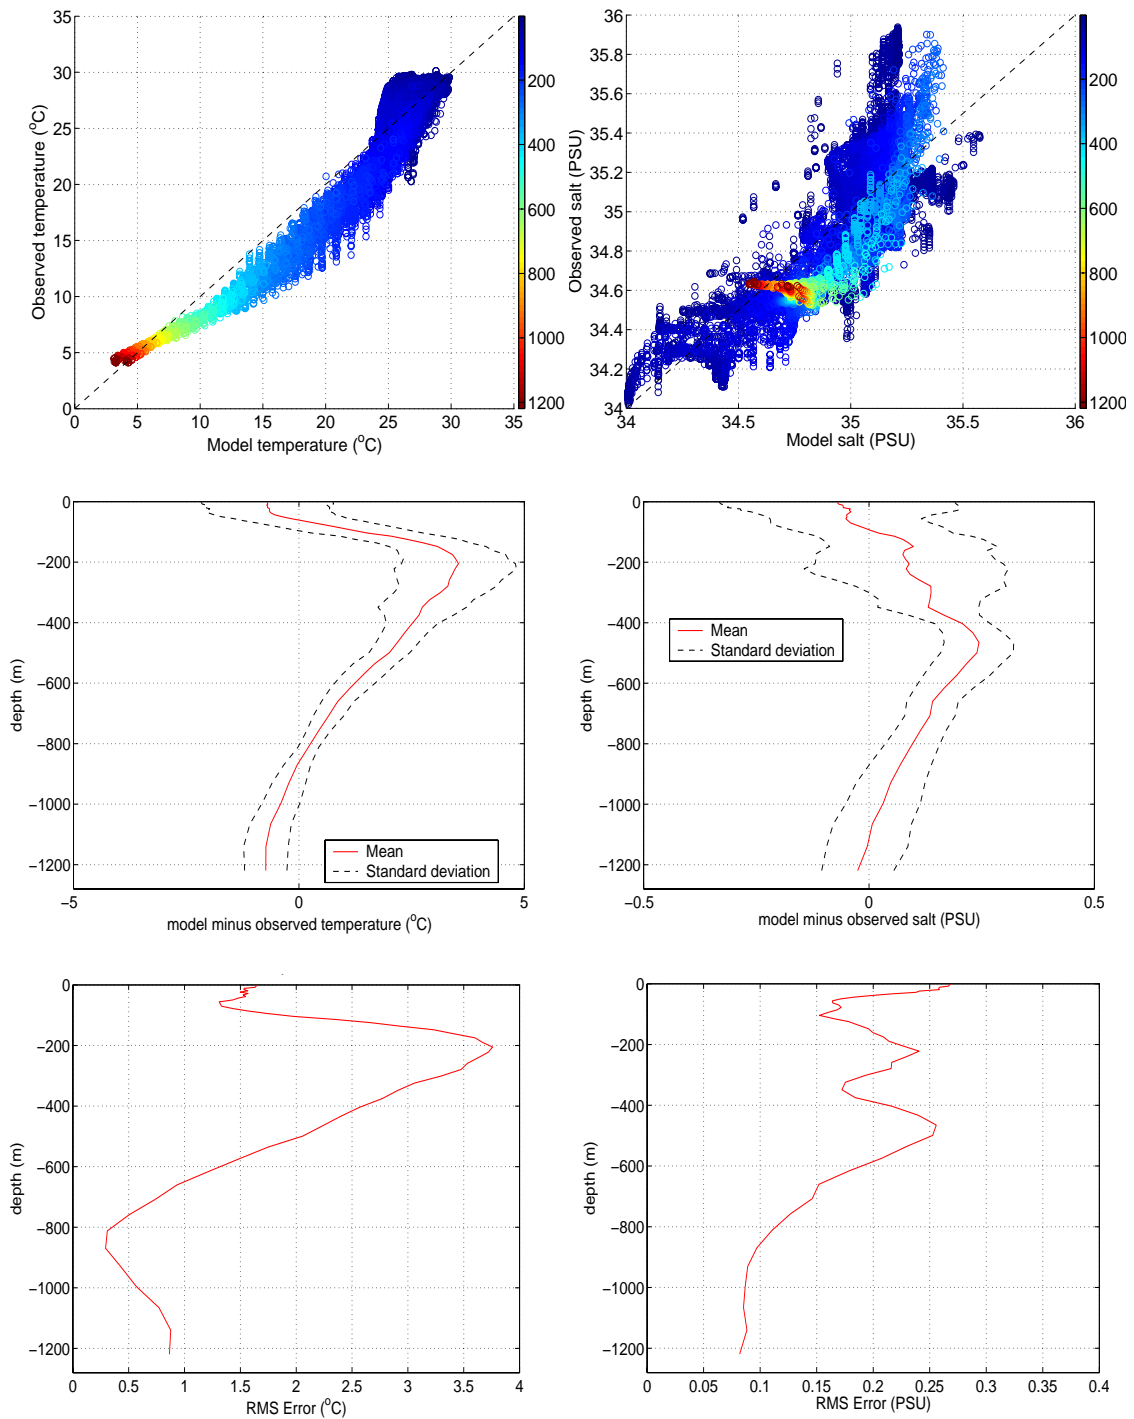 35
30
25
20
15
10
5
0
Observed temperature (°C)
0 5 10 15 20 25 30 35
Model temperature (°C)
200
400
600
800
1000
1200
36
35.8
35.6
35.4
35.2
35
34.8
34.6
34.4
34.2
34
Observed salt (PSU)
34 34.5 35 35.5 36
Model salt (PSU)
200
400
600
800
1000
1200
0
−200
−400
−600
−800
−1000
−1200
depth (m)
Mean
Standard deviation
−5 0 5
model minus observed temperature (°C)
0
−200
−400
−600
−800
−1000
−1200
depth (m)
Mean
Standard deviation
−0.5 0 0.5
model minus observed salt (PSU)
0
−200
−400
−600
−800
−1000
−1200
depth (m)
0 0.5 1 1.5 2 2.5 3 3.5 4
RMS Error (°C)
0
−200
−400
−600
−800
−1000
−1200
depth (m)
0 0.05 0.1 0.15 0.2 0.25 0.3 0.35 0.4
RMS Error (PSU)